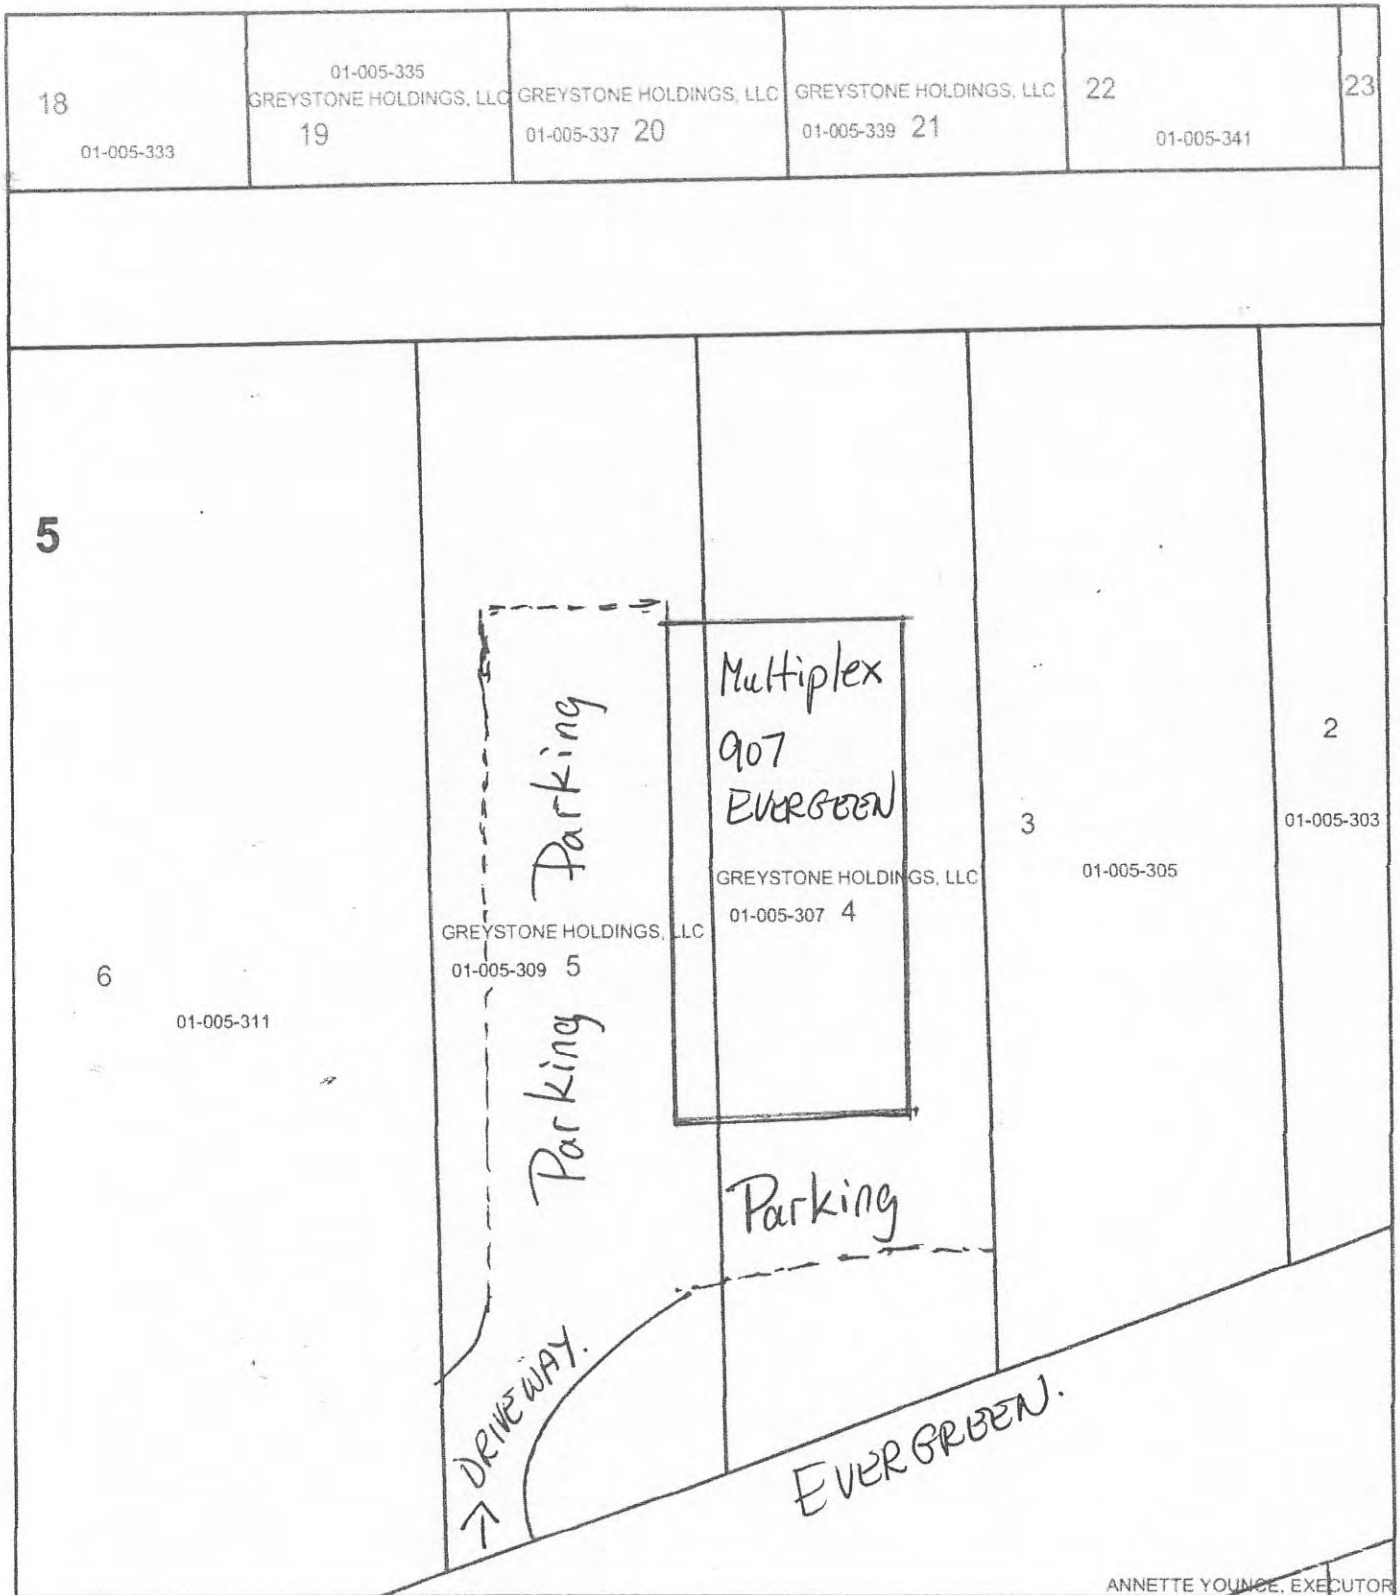 18
01-005-333
01-005-335
GREYSTONE HOLDINGS, LLC
19
GREYSTONE HOLDINGS, LLC
01-005-337 20
GREYSTONE HOLDINGS, LLC
01-005-339 21
22
01-005-341
23
5
Multiplex
907
EVERGEEN
GREYSTONE HOLDINGS, LLC
01-005-307 4
Parking
Parking
GREYSTONE HOLDINGS, LLC
01-005-309 5
6
01-005-311
3
01-005-305
2
01-005-303
Parking
→ DRIVEWAY.
EVERGREEN.
ANNETTE YOUNCE, EXECUTOR